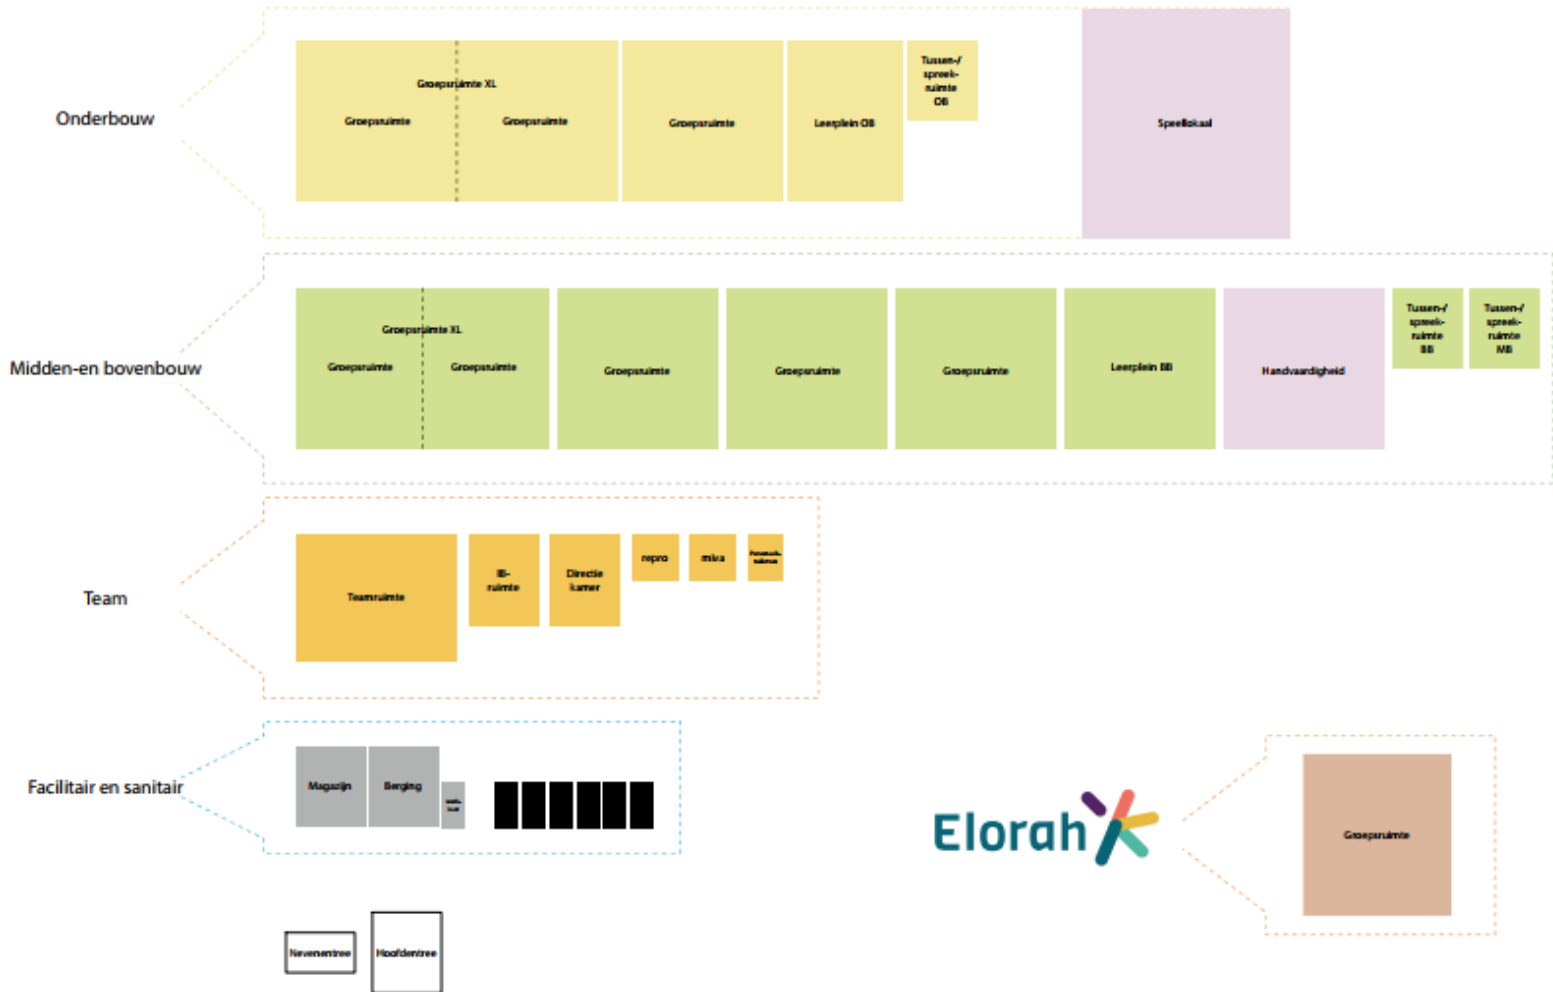 Onderbouw
Groepsruimte XL
Groepsruimte
Groepsruimte
Groepsruimte
Leerplein OB
Tussen-/
spreek-
ruimte
OB
Speellokaal
Midden-en bovenbouw
Groepsruimte XL
Groepsruimte
Groepsruimte
Groepsruimte
Groepsruimte
Groepsruimte
Leerplein BB
Handvaardigheid
Tussen-/
spreek-
ruimte
BB
Tussen-/
spreek-
ruimte
MB
Team
Teamruimte
IB-
ruimte
Directie
kamer
repro
miva
Facilitair en sanitair
Magazijn
Berging
Elorah
Groepsruimte
Nevenentree
Hoofdentree